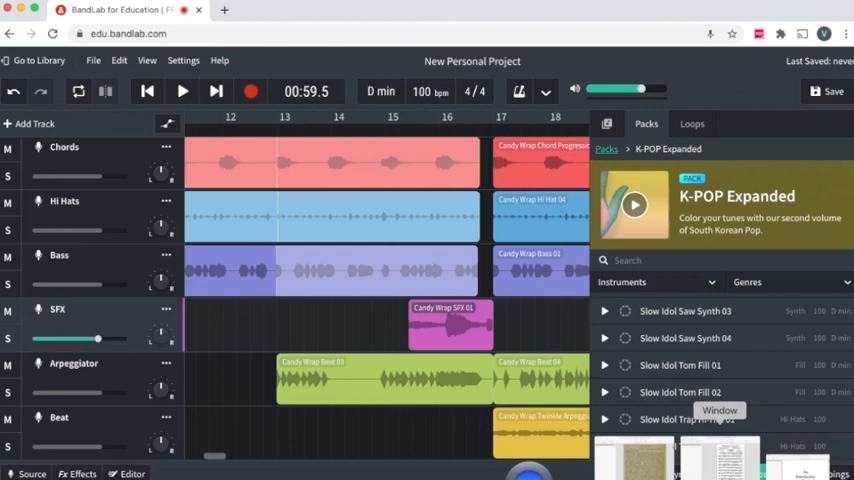 BandLab for Education | FR
edu.bandlab.com
V
Go to Library
File
Edit
View
Settings
Help
New Personal Project
Last Saved: never
00:59.5
D min
100 bpm
4 / 4
Save
Add Track
12
13
14
15
16
17
18
Packs
Loops
Packs > K-POP Expanded
PACK
K-POP Expanded
Color your tunes with our second volume
of South Korean Pop.
Search
Instruments
Genres
M
Chords
S
L R
Candy Wrap Chord Progressi
M
Hi Hats
S
L R
Candy Wrap Hi Hat 04
M
Bass
S
L R
Candy Wrap Bass 01
M
SFX
S
L R
Candy Wrap SFX 01
M
Arpeggiator
S
L R
Candy Wrap Beat 03
Candy Wrap Beat 04
M
Beat
S
L R
Candy Wrap Twinkle Arpeggi
Slow Idol Saw Synth 03 Synth 100 D min
Slow Idol Saw Synth 04 Synth 100 D min
Slow Idol Tom Fill 01 Fill 100 D min
Slow Idol Tom Fill 02 Fill 100 D min
Window
Slow Idol Trap Hi-Hat 01 Hi-Hats 100
Hi-Hats 100
Source
Fx Effects
Editor